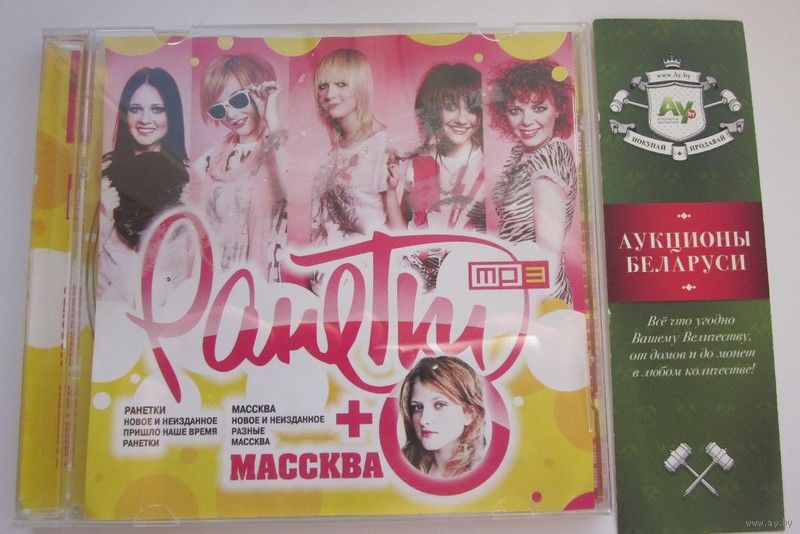 Ранетки
mp3
РАНЕТКИ
НОВОЕ И НЕИЗДАННОЕ
ПРИШЛО НАШЕ ВРЕМЯ
РАНЕТКИ
МАССКВА
НОВОЕ И НЕИЗДАННОЕ
РАЗНЫЕ
МАССКВА
+
МАССКВА
www.Ay.by
AY
by
ПОКУПАЙ + ПРОДАВАЙ
АУКЦИОНЫ
БЕЛАРУСИ
Всё что угодно
Вашему Величеству,
от домов и до монет
в любом количестве!
www.ay.by